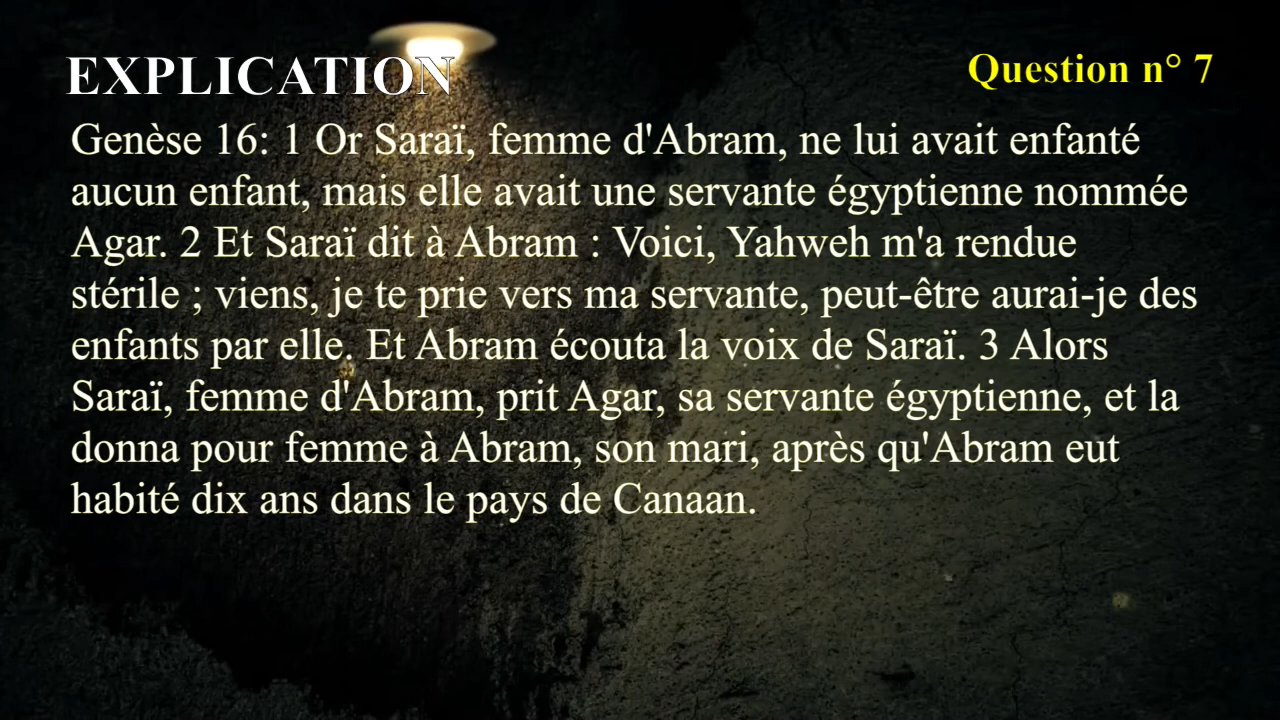 EXPLICATION
Question n° 7
Genèse 16: 1 Or Saraï, femme d'Abram, ne lui avait enfanté
aucun enfant, mais elle avait une servante égyptienne nommée
Agar. 2 Et Saraï dit à Abram : Voici, Yahweh m'a rendue
stérile ; viens, je te prie vers ma servante, peut-être aurai-je des
enfants par elle. Et Abram écouta la voix de Saraï. 3 Alors
Saraï, femme d'Abram, prit Agar, sa servante égyptienne, et la
donna pour femme à Abram, son mari, après qu'Abram eut
habité dix ans dans le pays de Canaan.